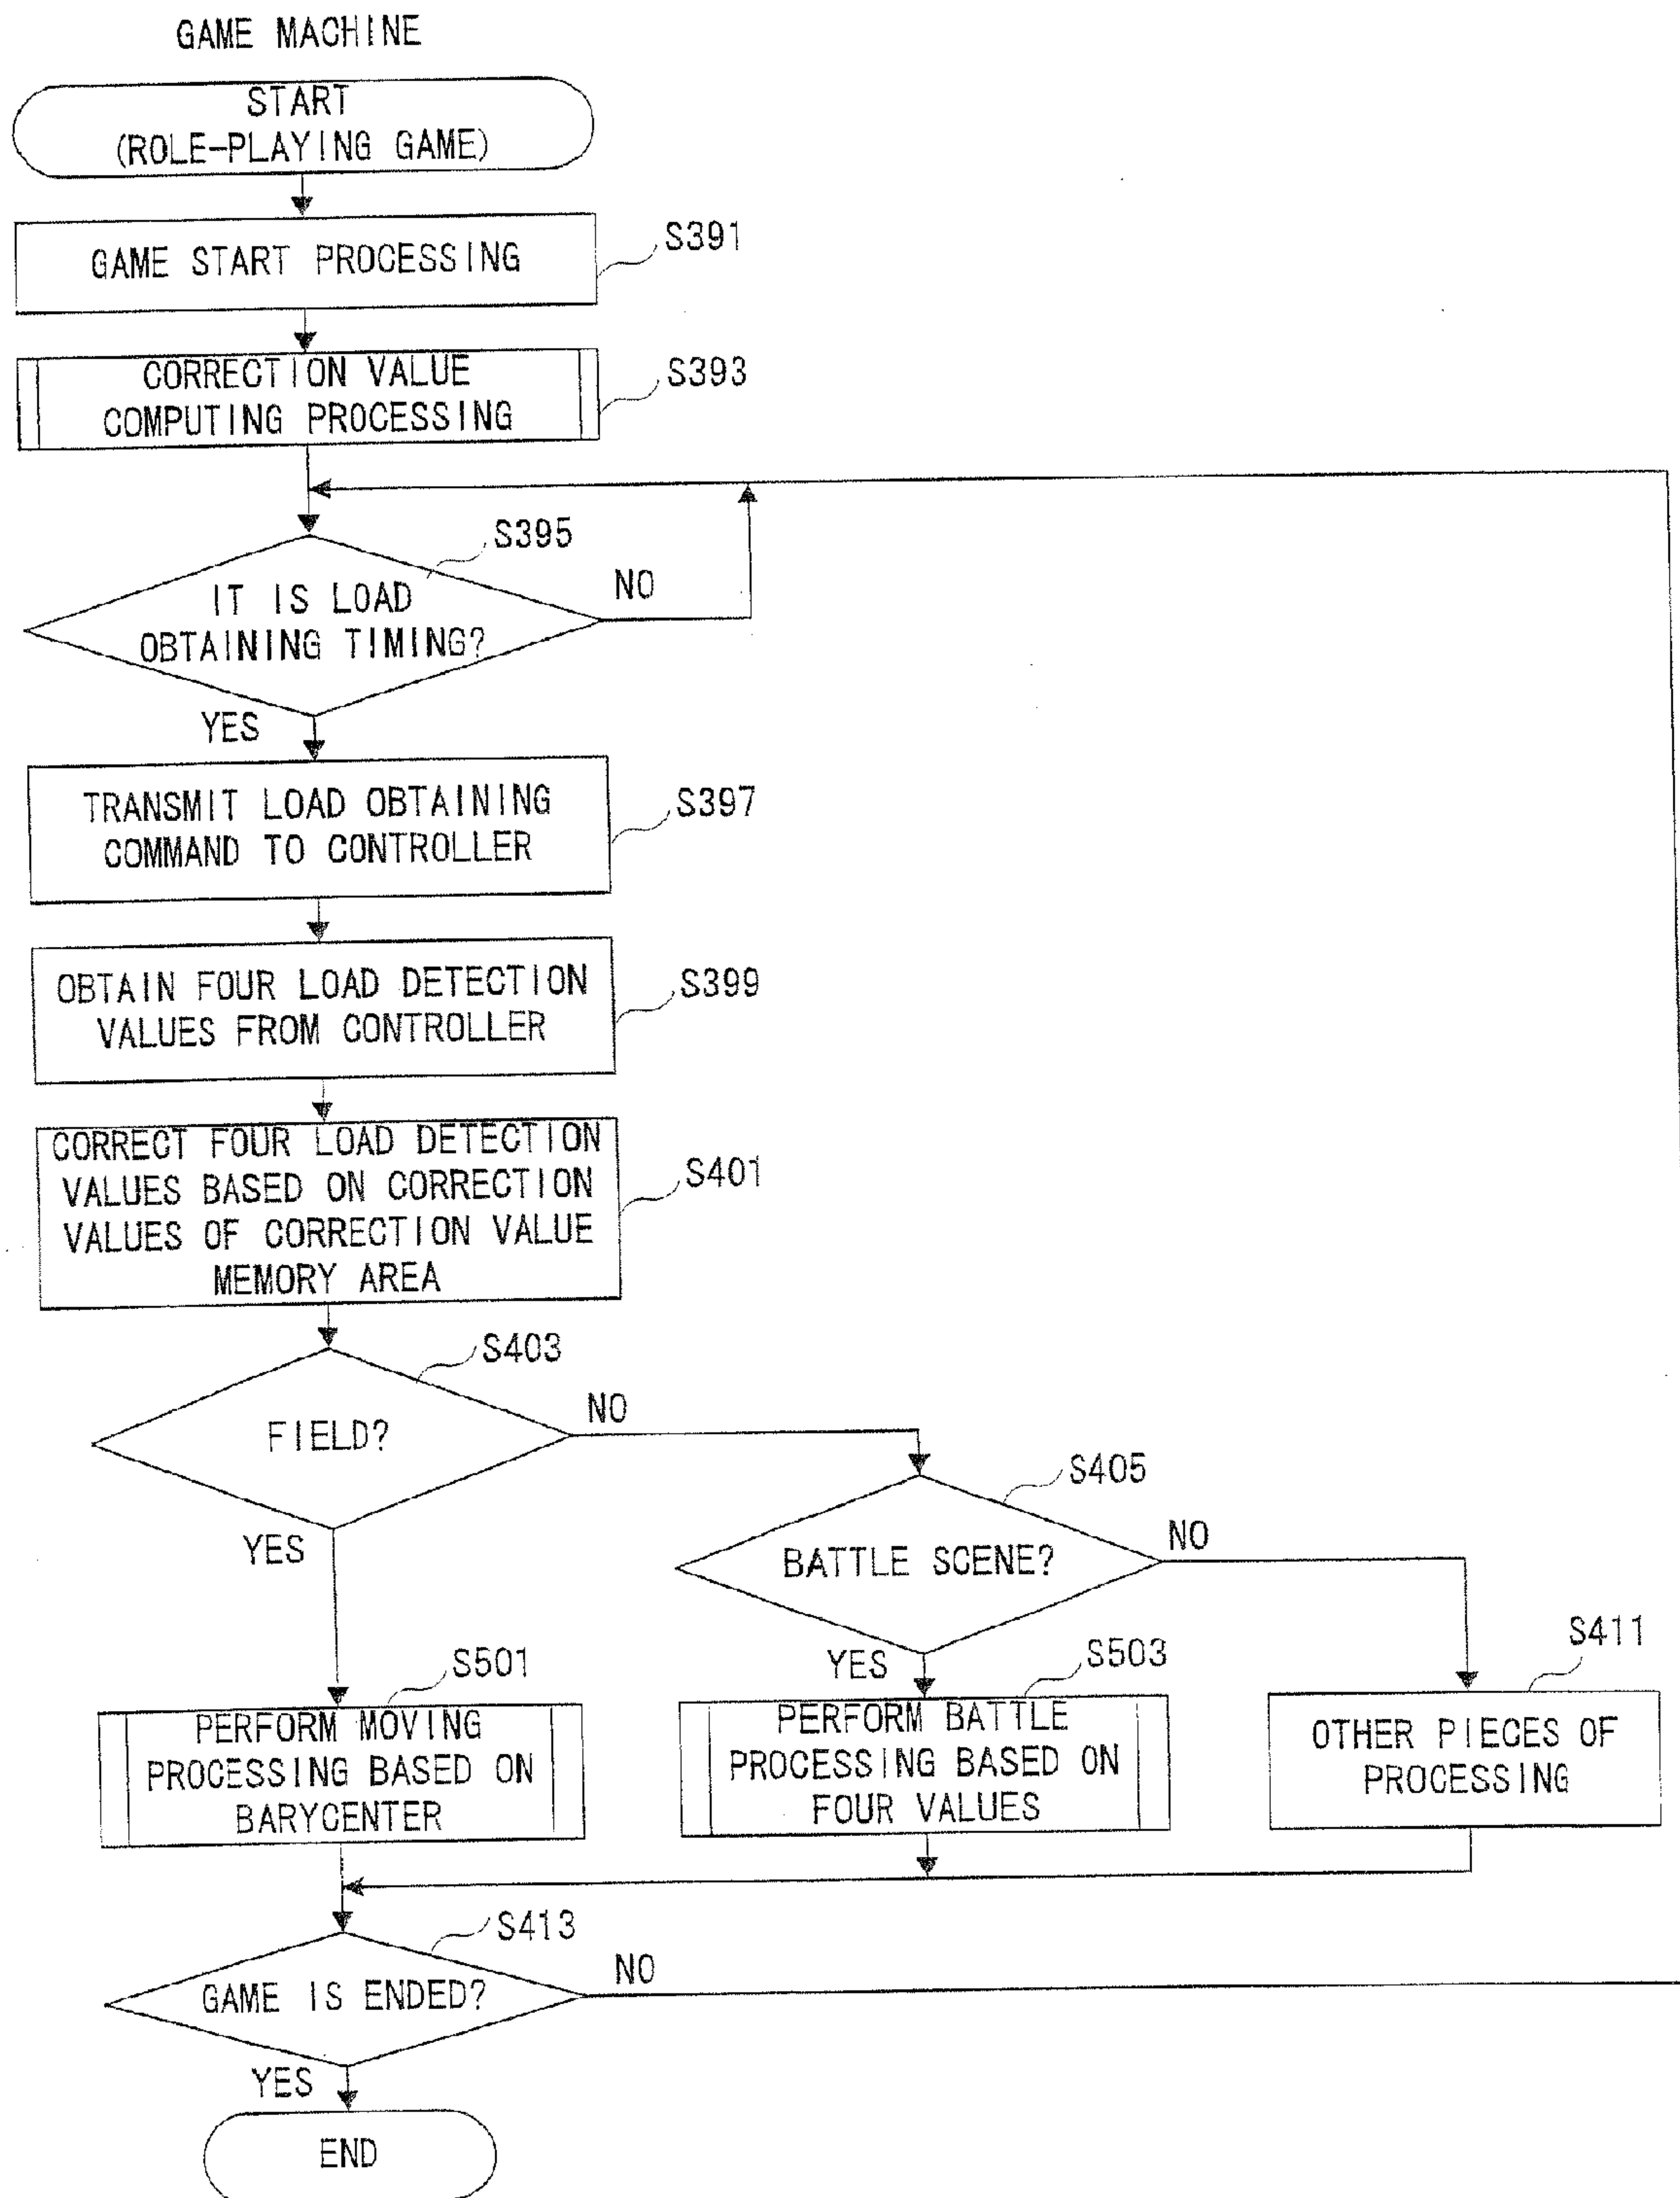 GAME MACHINE
START
(ROLE-PLAYING GAME)
GAME START PROCESSING
S391
CORRECTION VALUE
COMPUTING PROCESSING
S393
S395
IT IS LOAD
OBTAINING TIMING?
NO
YES
TRANSMIT LOAD OBTAINING
COMMAND TO CONTROLLER
S397
OBTAIN FOUR LOAD DETECTION
VALUES FROM CONTROLLER
S399
CORRECT FOUR LOAD DETECTION
VALUES BASED ON CORRECTION
VALUES OF CORRECTION VALUE
MEMORY AREA
S401
S403
FIELD?
NO
YES
S405
BATTLE SCENE?
NO
YES
S501
PERFORM MOVING
PROCESSING BASED ON
BARYCENTER
S503
PERFORM BATTLE
PROCESSING BASED ON
FOUR VALUES
S411
OTHER PIECES OF
PROCESSING
S413
GAME IS ENDED?
NO
YES
END